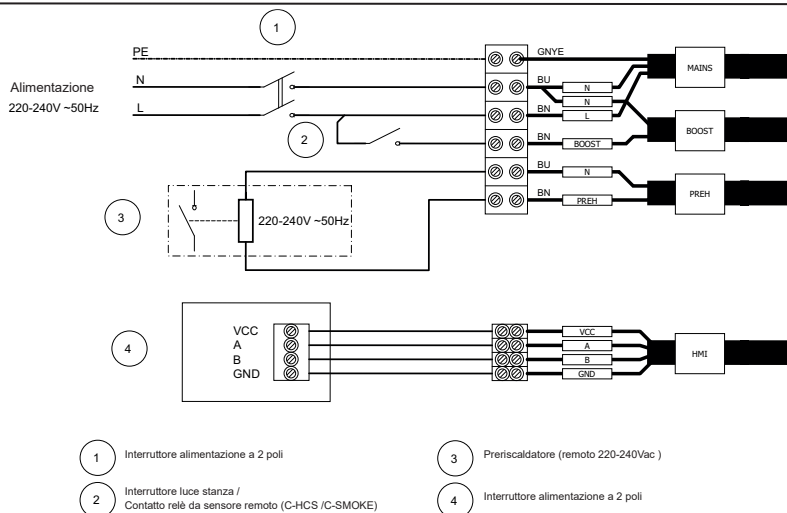 1
PE
GNYE
MAINS
Alimentazione
220-240V ~50Hz
N
BU
N
N
L
BN
L
2
BN
BOOST
BOOST
BU
N
3
220-240V ~50Hz
BN
PREH
PREH
4
VCC
A
B
GND
VCC
A
B
GND
HMI
1
Interruttore alimentazione a 2 poli
2
Interruttore luce stanza /
Contatto relè da sensore remoto (C-HCS /C-SMOKE)
3
Preriscaldatore (remoto 220-240Vac )
4
Interruttore alimentazione a 2 poli